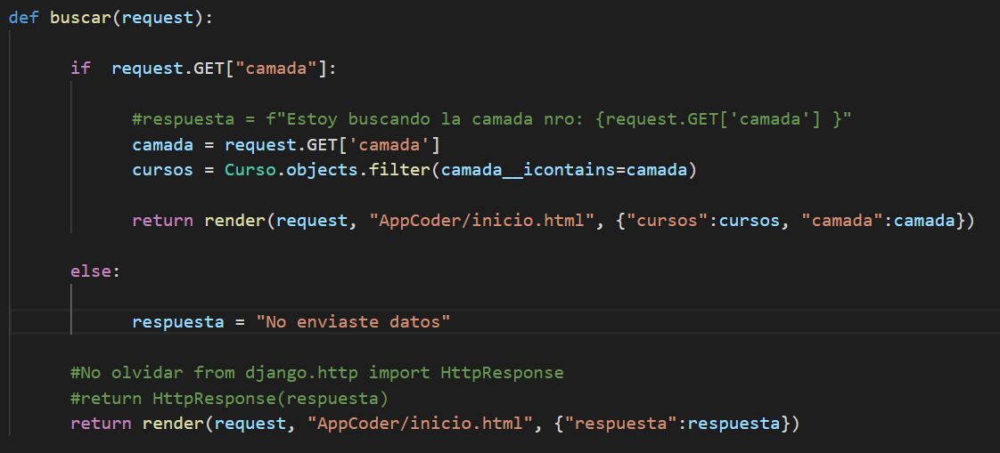 def buscar(request):
if  request.GET["camada"]:
#respuesta = f"Estoy buscando la camada nro: {request.GET['camada'] }"
camada = request.GET['camada']
cursos = Curso.objects.filter(camada__icontains=camada)
return render(request, "AppCoder/inicio.html", {"cursos":cursos, "camada":camada})
else:
respuesta = "No enviaste datos"
#No olvidar from django.http import HttpResponse
#return HttpResponse(respuesta)
return render(request, "AppCoder/inicio.html", {"respuesta":respuesta})